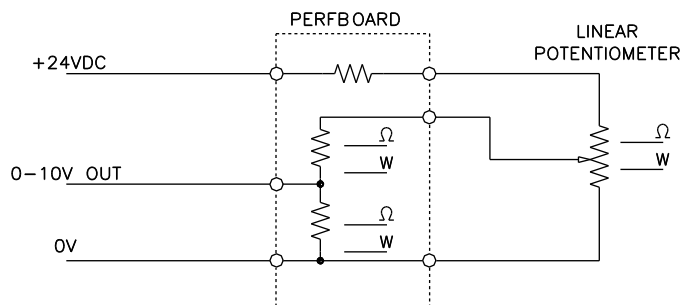 PERFBOARD
LINEAR
POTENTIOMETER
+24VDC
Ω
W
Ω
W
0-10V OUT
Ω
W
0V